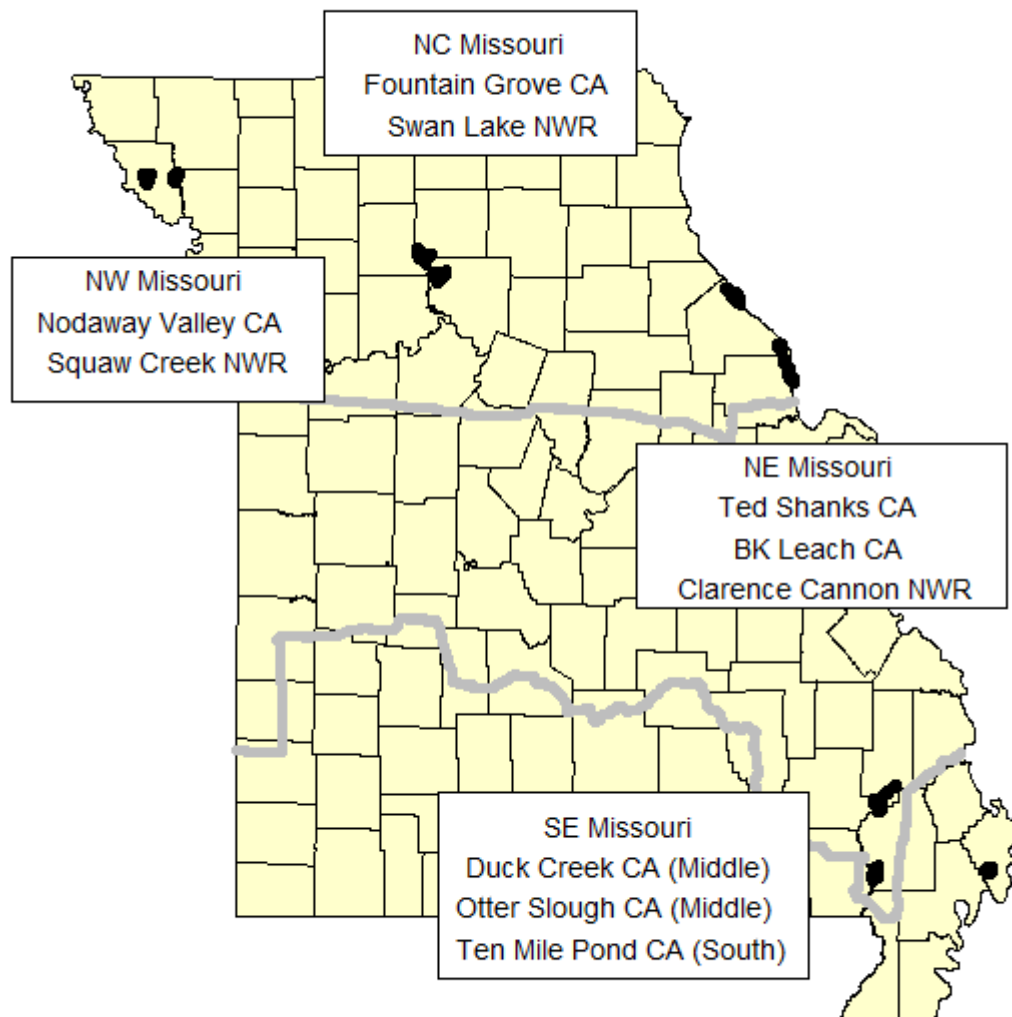 NC Missouri
Fountain Grove CA
Swan Lake NWR
NW Missouri
Nodaway Valley CA
Squaw Creek NWR
NE Missouri
Ted Shanks CA
BK Leach CA
Clarence Cannon NWR
SE Missouri
Duck Creek CA (Middle)
Otter Slough CA (Middle)
Ten Mile Pond CA (South)